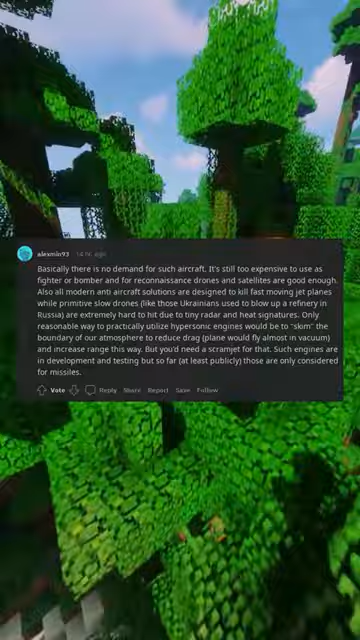 alexmin93 14 hr. ago
Basically there is no demand for such aircraft. It's still too expensive to use as
fighter or bomber and for reconnaissance drones and satellites are good enough.
Also all modern anti aircraft solutions are designed to kill fast moving jet planes
while primitive slow drones (like those Ukrainians used to blow up a refinery in
Russia) are extremely hard to hit due to tiny radar and heat signatures. Only
reasonable way to practically utilize hypersonic engines would be to "skim" the
boundary of our atmosphere to reduce drag (plane would fly almost in vacuum)
and increase range this way. But you'd need a scramjet for that. Such engines are
in development and testing but so far (at least publicly) those are only considered
for missiles.
Vote Reply Share Report Save Follow